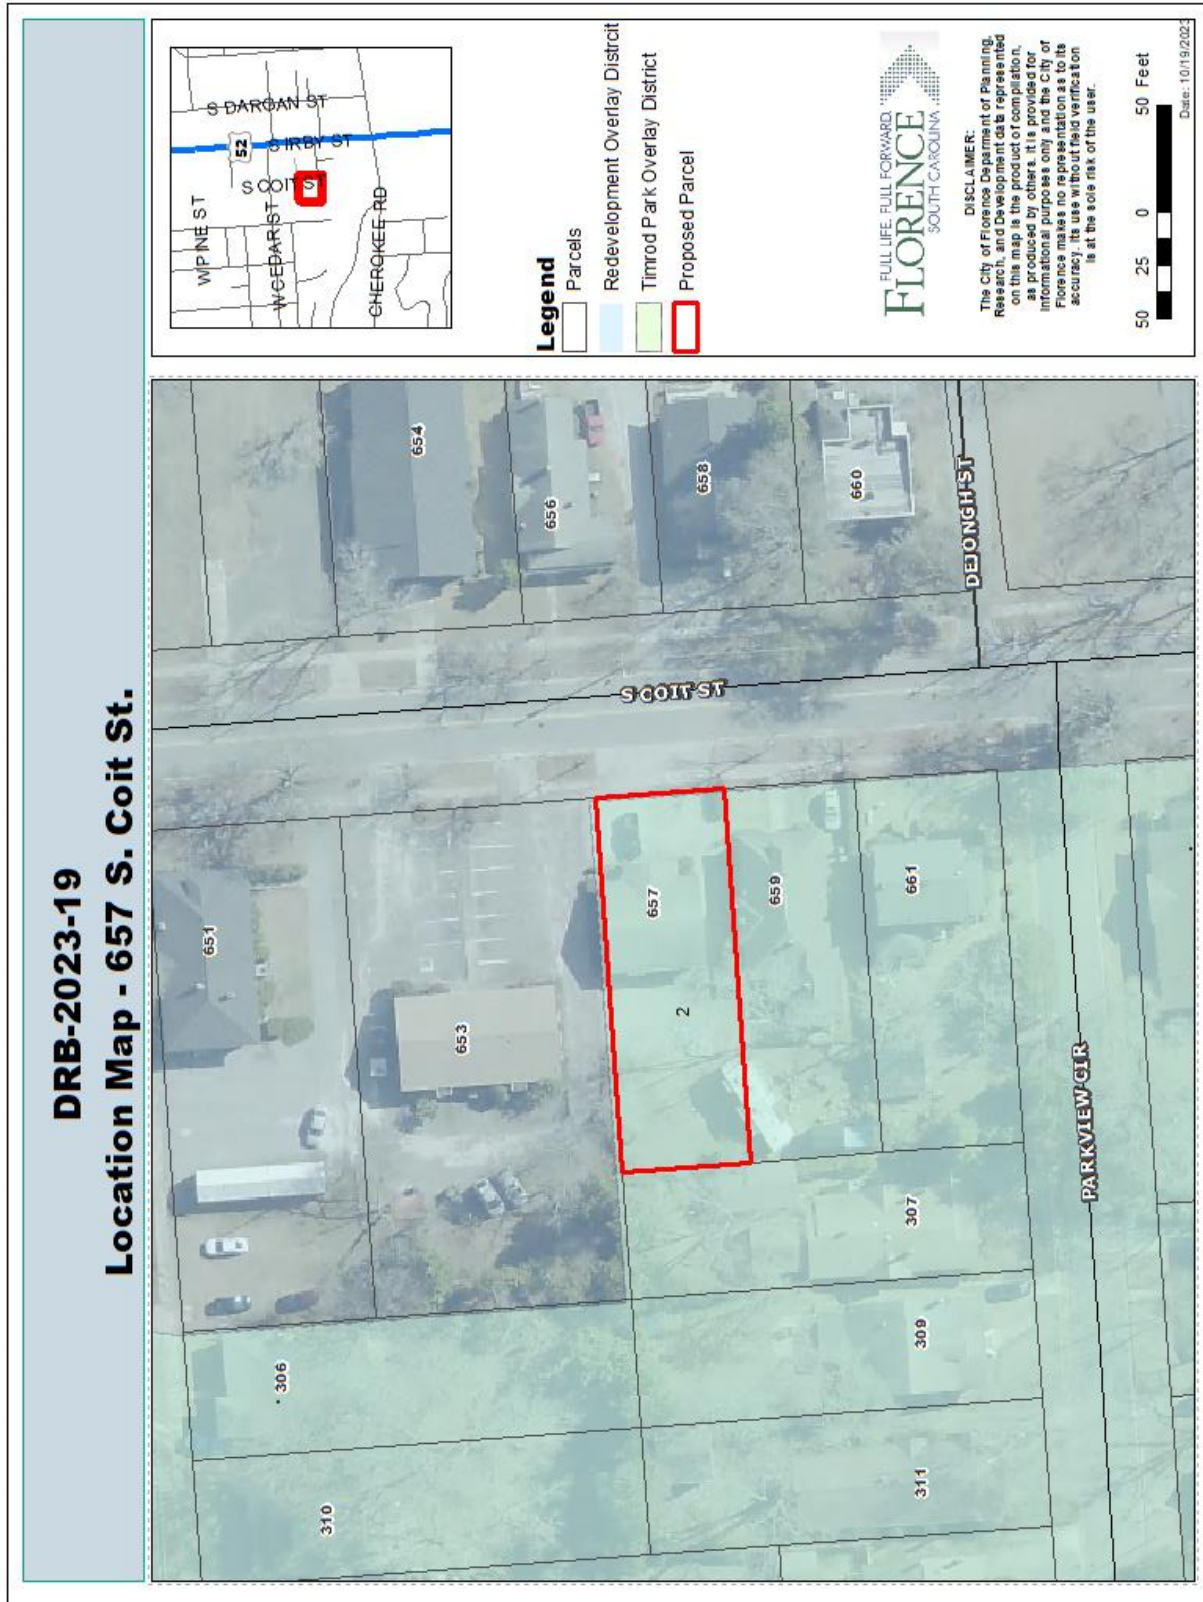 DRB-2023-19
Location Map - 657 S. Coit St.
651
653
306
310
657
2
659
661
307
309
311
654
656
658
660
S COIT ST
DEJONGH ST
PARKVIEW CIR
W PINE ST
W CEDAR ST
CHEROKEE RD
S COIT ST
52
S IRBY ST
S DARGAN ST
Legend
Parcels
Redevelopment Overlay Distrcit
Timrod Park Overlay District
Proposed Parcel
FULL LIFE. FULL FORWARD.
FLORENCE
SOUTH CAROLINA
DISCLAIMER:
The City of Florence Deparment of Planning,
Research, and Development data represented
on this map is the product of compilation,
as produced by others. It is provided for
informational purposes only and the City of
Florence makes no representation as to its
accuracy. Its use without field verification
is at the sole risk of the user.
50 25 0 50 Feet
Date: 10/19/2023